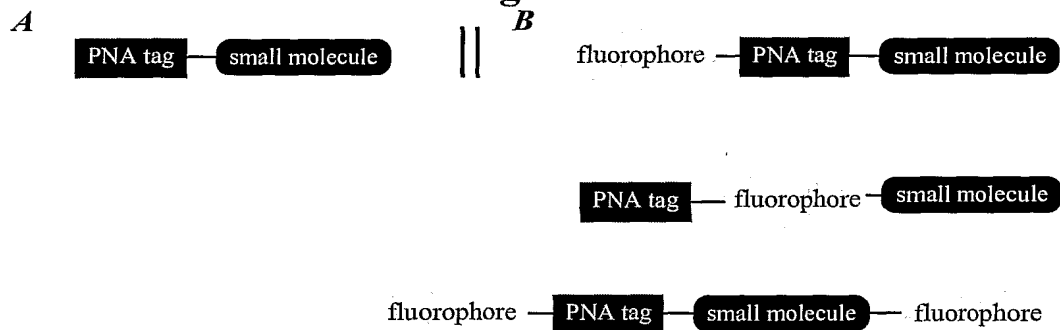 A
PNA tag small molecule
B
fluorophore PNA tag small molecule
PNA tag fluorophore small molecule
fluorophore PNA tag small molecule fluorophore